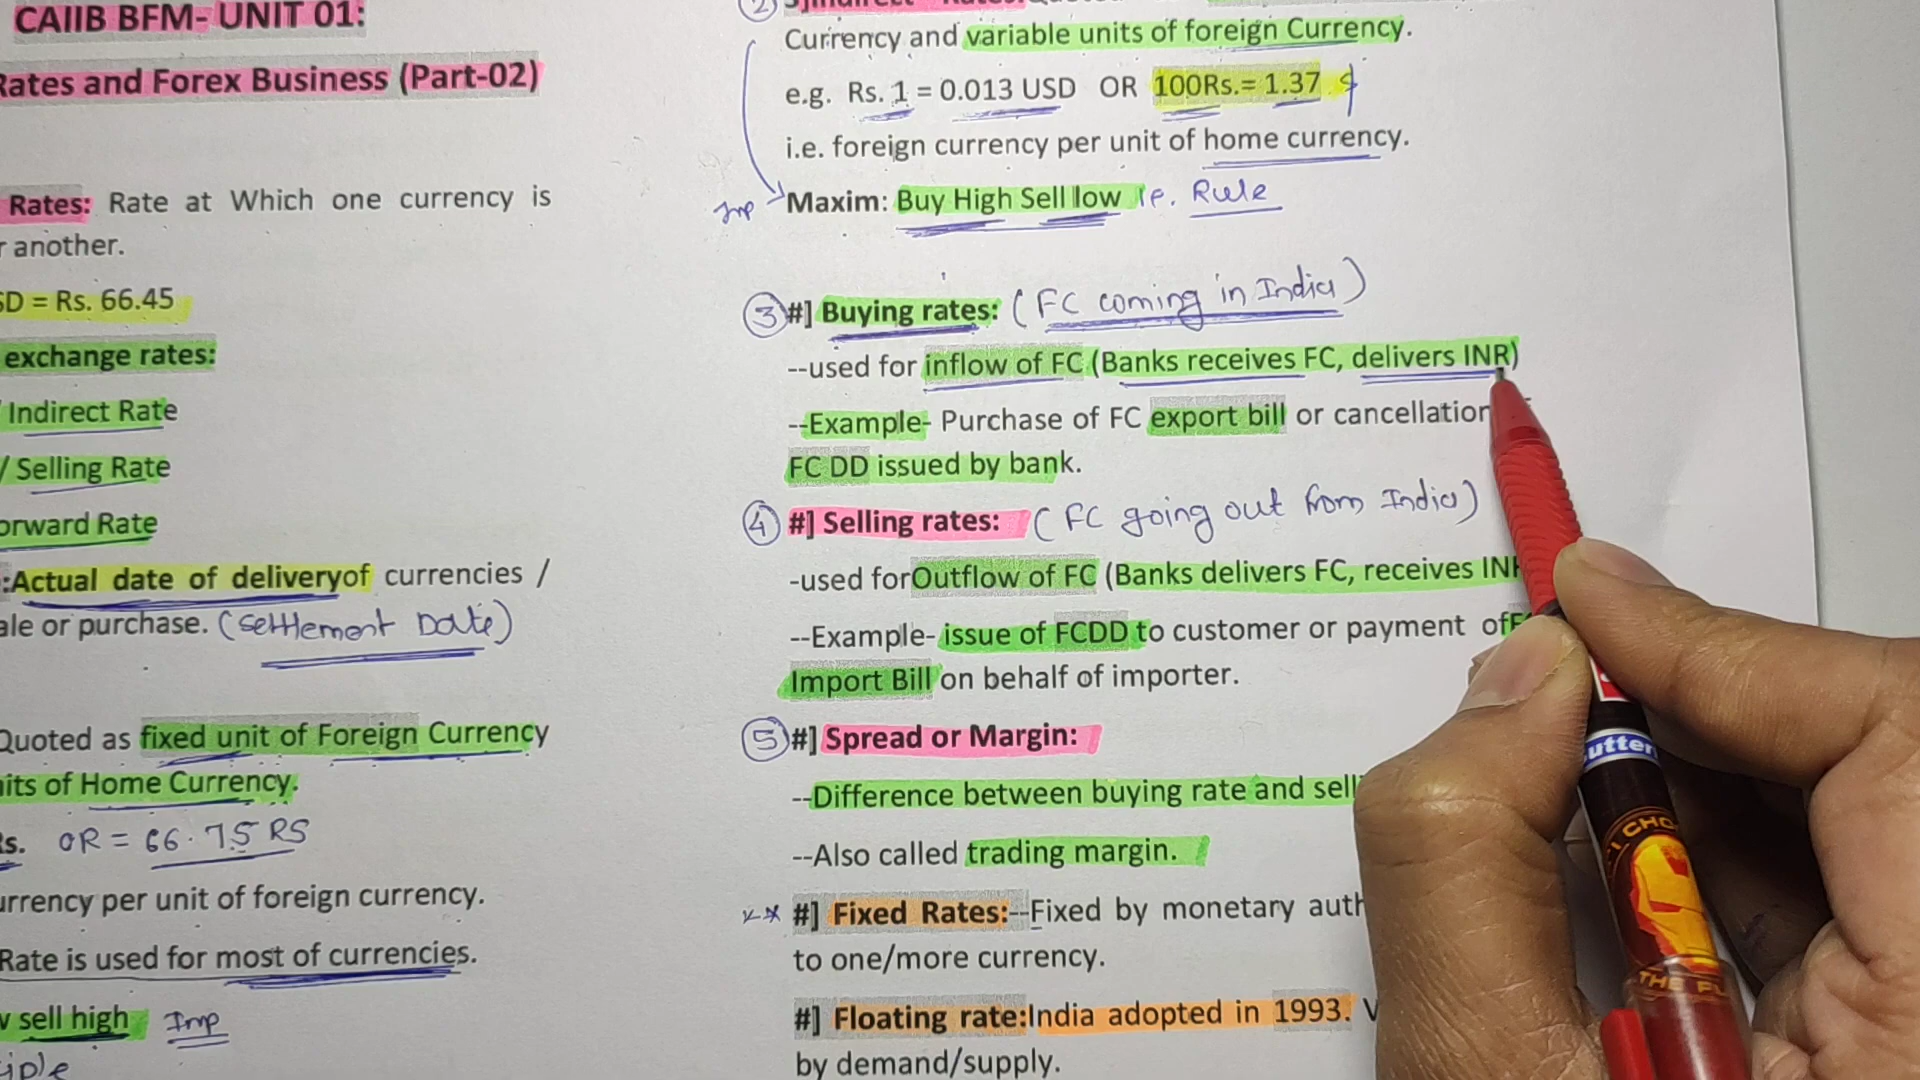 CAIIB BFM- UNIT 01:
Rates and Forex Business (Part-02)
Rates: Rate at Which one currency is
another.
= Rs. 66.45
exchange rates:
/ Indirect Rate
/ Selling Rate
orward Rate
:Actual date of deliveryof currencies /
ale or purchase. (Settlement Date)
Quoted as fixed unit of Foreign Currency
its of Home Currency.
Rs. OR = 66.75 RS
urrency per unit of foreign currency.
Rate is used for most of currencies.
sell high Imp
iple
Currency and variable units of foreign Currency.
e.g. Rs. 1 = 0.013 USD OR 100Rs.= 1.37 $
i.e. foreign currency per unit of home currency.
Imp Maxim: Buy High Sell low ie. Rule
3 #] Buying rates: (FC coming in India)
--used for inflow of FC (Banks receives FC, delivers INR)
--Example- Purchase of FC export bill or cancellation
FC DD issued by bank.
4 #] Selling rates: (FC going out from India)
-used forOutflow of FC (Banks delivers FC, receives IN
--Example- issue of FCDD to customer or payment of
Import Bill on behalf of importer.
5 #] Spread or Margin:
--Difference between buying rate and sell
--Also called trading margin.
** #] Fixed Rates:--Fixed by monetary auth
to one/more currency.
#] Floating rate:India adopted in 1993.
by demand/supply.
utter